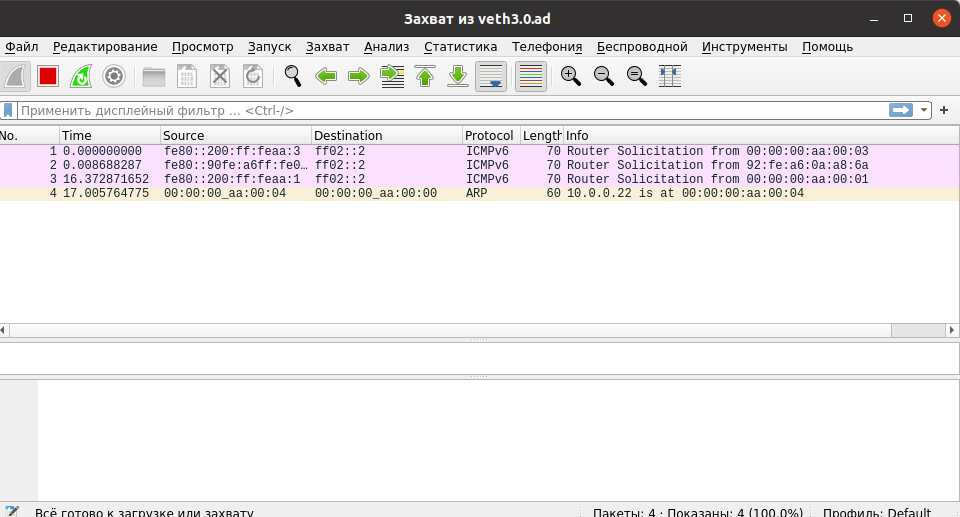 Захват из veth3.0.ad
Файл Редактирование Просмотр Запуск Захват Анализ Статистика Телефония Беспроводной Инструменты Помощь
Применить дисплейный фильтр ... <Ctrl-/> +
No. Time Source Destination Protocol Length Info
1 0.000000000 fe80::200:ff:feaa:3 ff02::2 ICMPv6 70 Router Solicitation from 00:00:00:aa:00:03
2 0.008688287 fe80::90fe:a6ff:fe0… ff02::2 ICMPv6 70 Router Solicitation from 92:fe:a6:0a:a8:6a
3 16.372871652 fe80::200:ff:feaa:1 ff02::2 ICMPv6 70 Router Solicitation from 00:00:00:aa:00:01
4 17.005764775 00:00:00_aa:00:04 00:00:00_aa:00:00 ARP 60 10.0.0.22 is at 00:00:00:aa:00:04
Всё готово к загрузке или захвату Пакеты: 4 · Показаны: 4 (100.0%) Профиль: Default